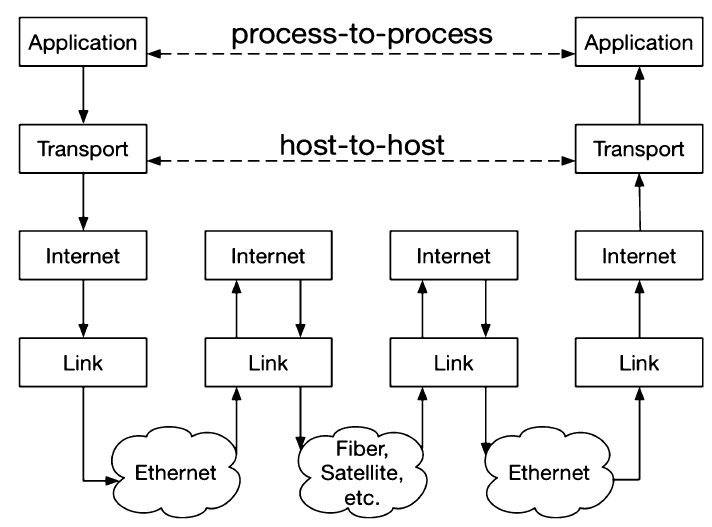 process-to-process
Application
Application
host-to-host
Transport
Transport
Internet
Internet
Internet
Internet
Link
Link
Link
Link
Ethernet
Fiber,
Satellite,
etc.
Ethernet